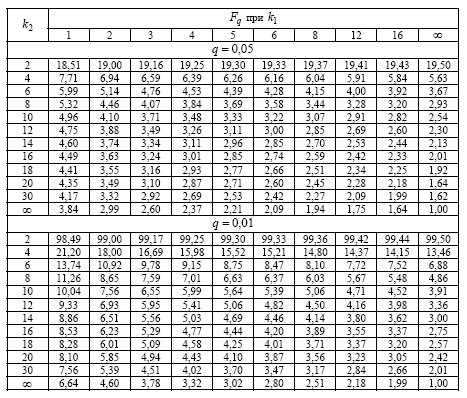 k2 Fq при k1
1 2 3 4 5 6 8 12 16 ∞
q = 0,05
2 18,51 19,00 19,16 19,25 19,30 19,33 19,37 19,41 19,43 19,50
4 7,71 6,94 6,59 6,39 6,26 6,16 6,04 5,91 5,84 5,63
6 5,99 5,14 4,76 4,53 4,39 4,28 4,15 4,00 3,92 3,67
8 5,32 4,46 4,07 3,84 3,69 3,58 3,44 3,28 3,20 2,93
10 4,96 4,10 3,71 3,48 3,33 3,22 3,07 2,91 2,82 2,54
12 4,75 3,88 3,49 3,26 3,11 3,00 2,85 2,69 2,60 2,30
14 4,60 3,74 3,34 3,11 2,96 2,85 2,70 2,53 2,44 2,13
16 4,49 3,63 3,24 3,01 2,85 2,74 2,59 2,42 2,33 2,01
18 4,41 3,55 3,16 2,93 2,77 2,66 2,51 2,34 2,25 1,92
20 4,35 3,49 3,10 2,87 2,71 2,60 2,45 2,28 2,18 1,64
30 4,17 3,32 2,92 2,69 2,53 2,42 2,27 2,09 1,99 1,62
∞ 3,84 2,99 2,60 2,37 2,21 2,09 1,94 1,75 1,64 1,00
q = 0,01
2 98,49 99,00 99,17 99,25 99,30 99,33 99,36 99,42 99,44 99,50
4 21,20 18,00 16,69 15,98 15,52 15,21 14,80 14,37 14,15 13,46
6 13,74 10,92 9,78 9,15 8,75 8,47 8,10 7,72 7,52 6,88
8 11,26 8,65 7,59 7,01 6,63 6,37 6,03 5,67 5,48 4,86
10 10,04 7,56 6,55 5,99 5,64 5,39 5,06 4,71 4,52 3,91
12 9,33 6,93 5,95 5,41 5,06 4,82 4,50 4,16 3,98 3,36
14 8,86 6,51 5,56 5,03 4,69 4,46 4,14 3,80 3,62 3,00
16 8,53 6,23 5,29 4,77 4,44 4,20 3,89 3,55 3,37 2,75
18 8,28 6,01 5,09 4,58 4,25 4,01 3,71 3,37 3,20 2,57
20 8,10 5,85 4,94 4,43 4,10 3,87 3,56 3,23 3,05 2,42
30 7,56 5,39 4,51 4,02 3,70 3,47 3,17 2,84 2,66 2,01
∞ 6,64 4,60 3,78 3,32 3,02 2,80 2,51 2,18 1,99 1,00